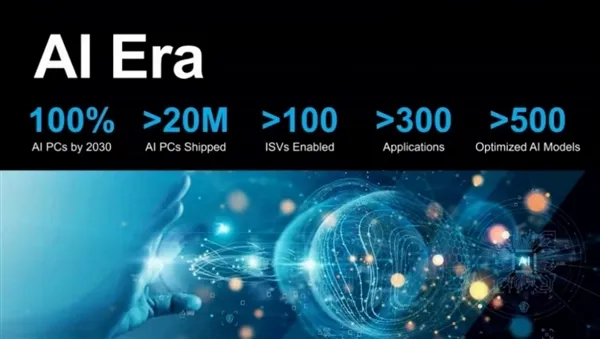 AI Era
100% >20M >100 >300 >500
AI PCs by 2030 AI PCs Shipped ISVs Enabled Applications Optimized AI Models
AI